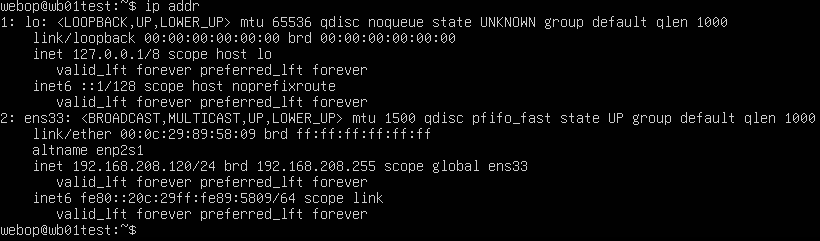 webop@wb01test:~$ ip addr
1: lo: <LOOPBACK,UP,LOWER_UP> mtu 65536 qdisc noqueue state UNKNOWN group default qlen 1000
    link/loopback 00:00:00:00:00:00 brd 00:00:00:00:00:00
    inet 127.0.0.1/8 scope host lo
       valid_lft forever preferred_lft forever
    inet6 ::1/128 scope host noprefixroute
       valid_lft forever preferred_lft forever
2: ens33: <BROADCAST,MULTICAST,UP,LOWER_UP> mtu 1500 qdisc pfifo_fast state UP group default qlen 1000
    link/ether 00:0c:29:89:58:09 brd ff:ff:ff:ff:ff:ff
    altname enp2s1
    inet 192.168.208.120/24 brd 192.168.208.255 scope global ens33
       valid_lft forever preferred_lft forever
    inet6 fe80::20c:29ff:fe89:5809/64 scope link
       valid_lft forever preferred_lft forever
webop@wb01test:~$